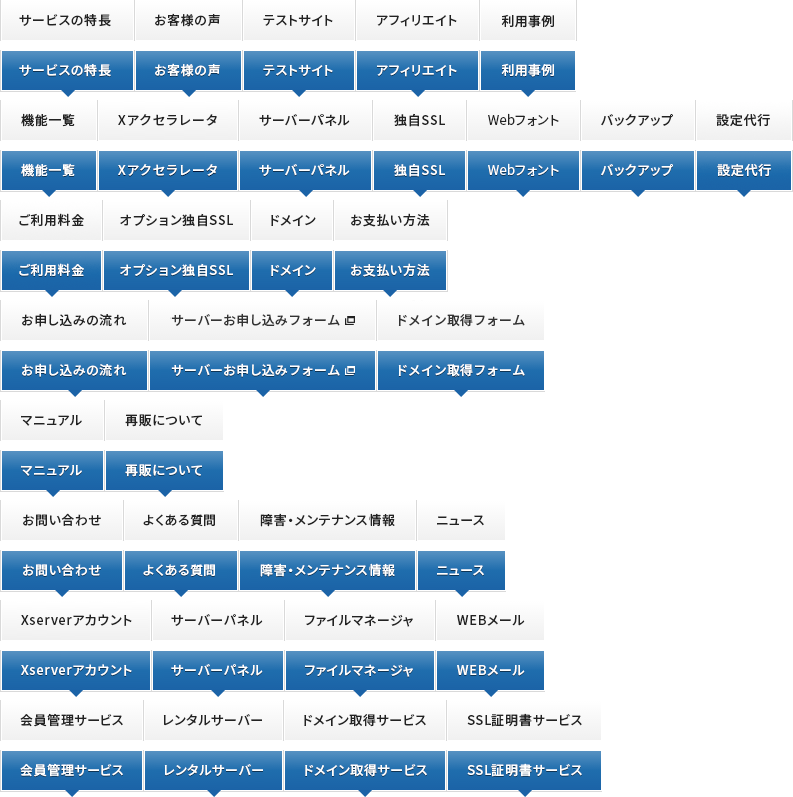 サービスの特長 お客様の声 テストサイト アフィリエイト 利用事例
サービスの特長 お客様の声 テストサイト アフィリエイト 利用事例
機能一覧 Xアクセラレータ サーバーパネル 独自SSL Webフォント バックアップ 設定代行
機能一覧 Xアクセラレータ サーバーパネル 独自SSL Webフォント バックアップ 設定代行
ご利用料金 オプション独自SSL ドメイン お支払い方法
ご利用料金 オプション独自SSL ドメイン お支払い方法
お申し込みの流れ サーバーお申し込みフォーム ドメイン取得フォーム
お申し込みの流れ サーバーお申し込みフォーム ドメイン取得フォーム
マニュアル 再販について
マニュアル 再販について
お問い合わせ よくある質問 障害・メンテナンス情報 ニュース
お問い合わせ よくある質問 障害・メンテナンス情報 ニュース
Xserverアカウント サーバーパネル ファイルマネージャ WEBメール
Xserverアカウント サーバーパネル ファイルマネージャ WEBメール
会員管理サービス レンタルサーバー ドメイン取得サービス SSL証明書サービス
会員管理サービス レンタルサーバー ドメイン取得サービス SSL証明書サービス